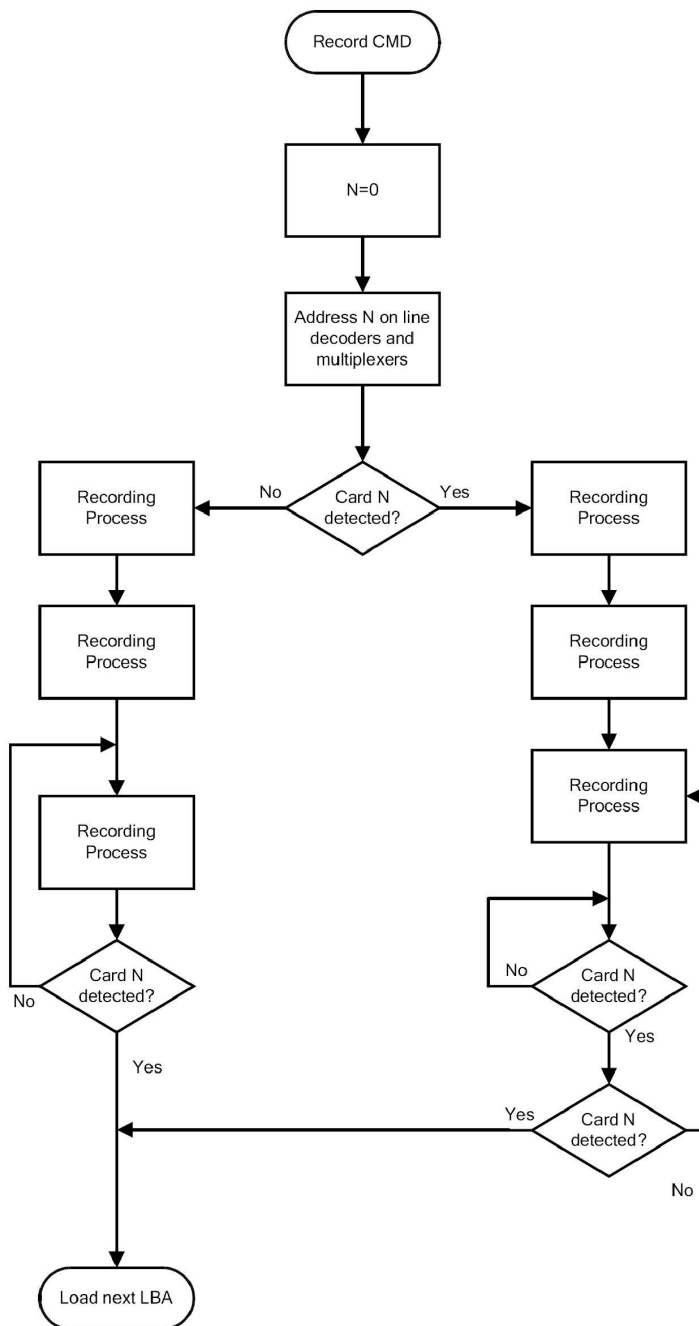 Record CMD
N=0
Address N on line
decoders and
multiplexers
Card N
detected?
No
Yes
Recording
Process
Recording
Process
Recording
Process
Recording
Process
Recording
Process
Recording
Process
Card N
detected?
No
Yes
Card N
detected?
No
Yes
Card N
detected?
Yes
No
Load next LBA